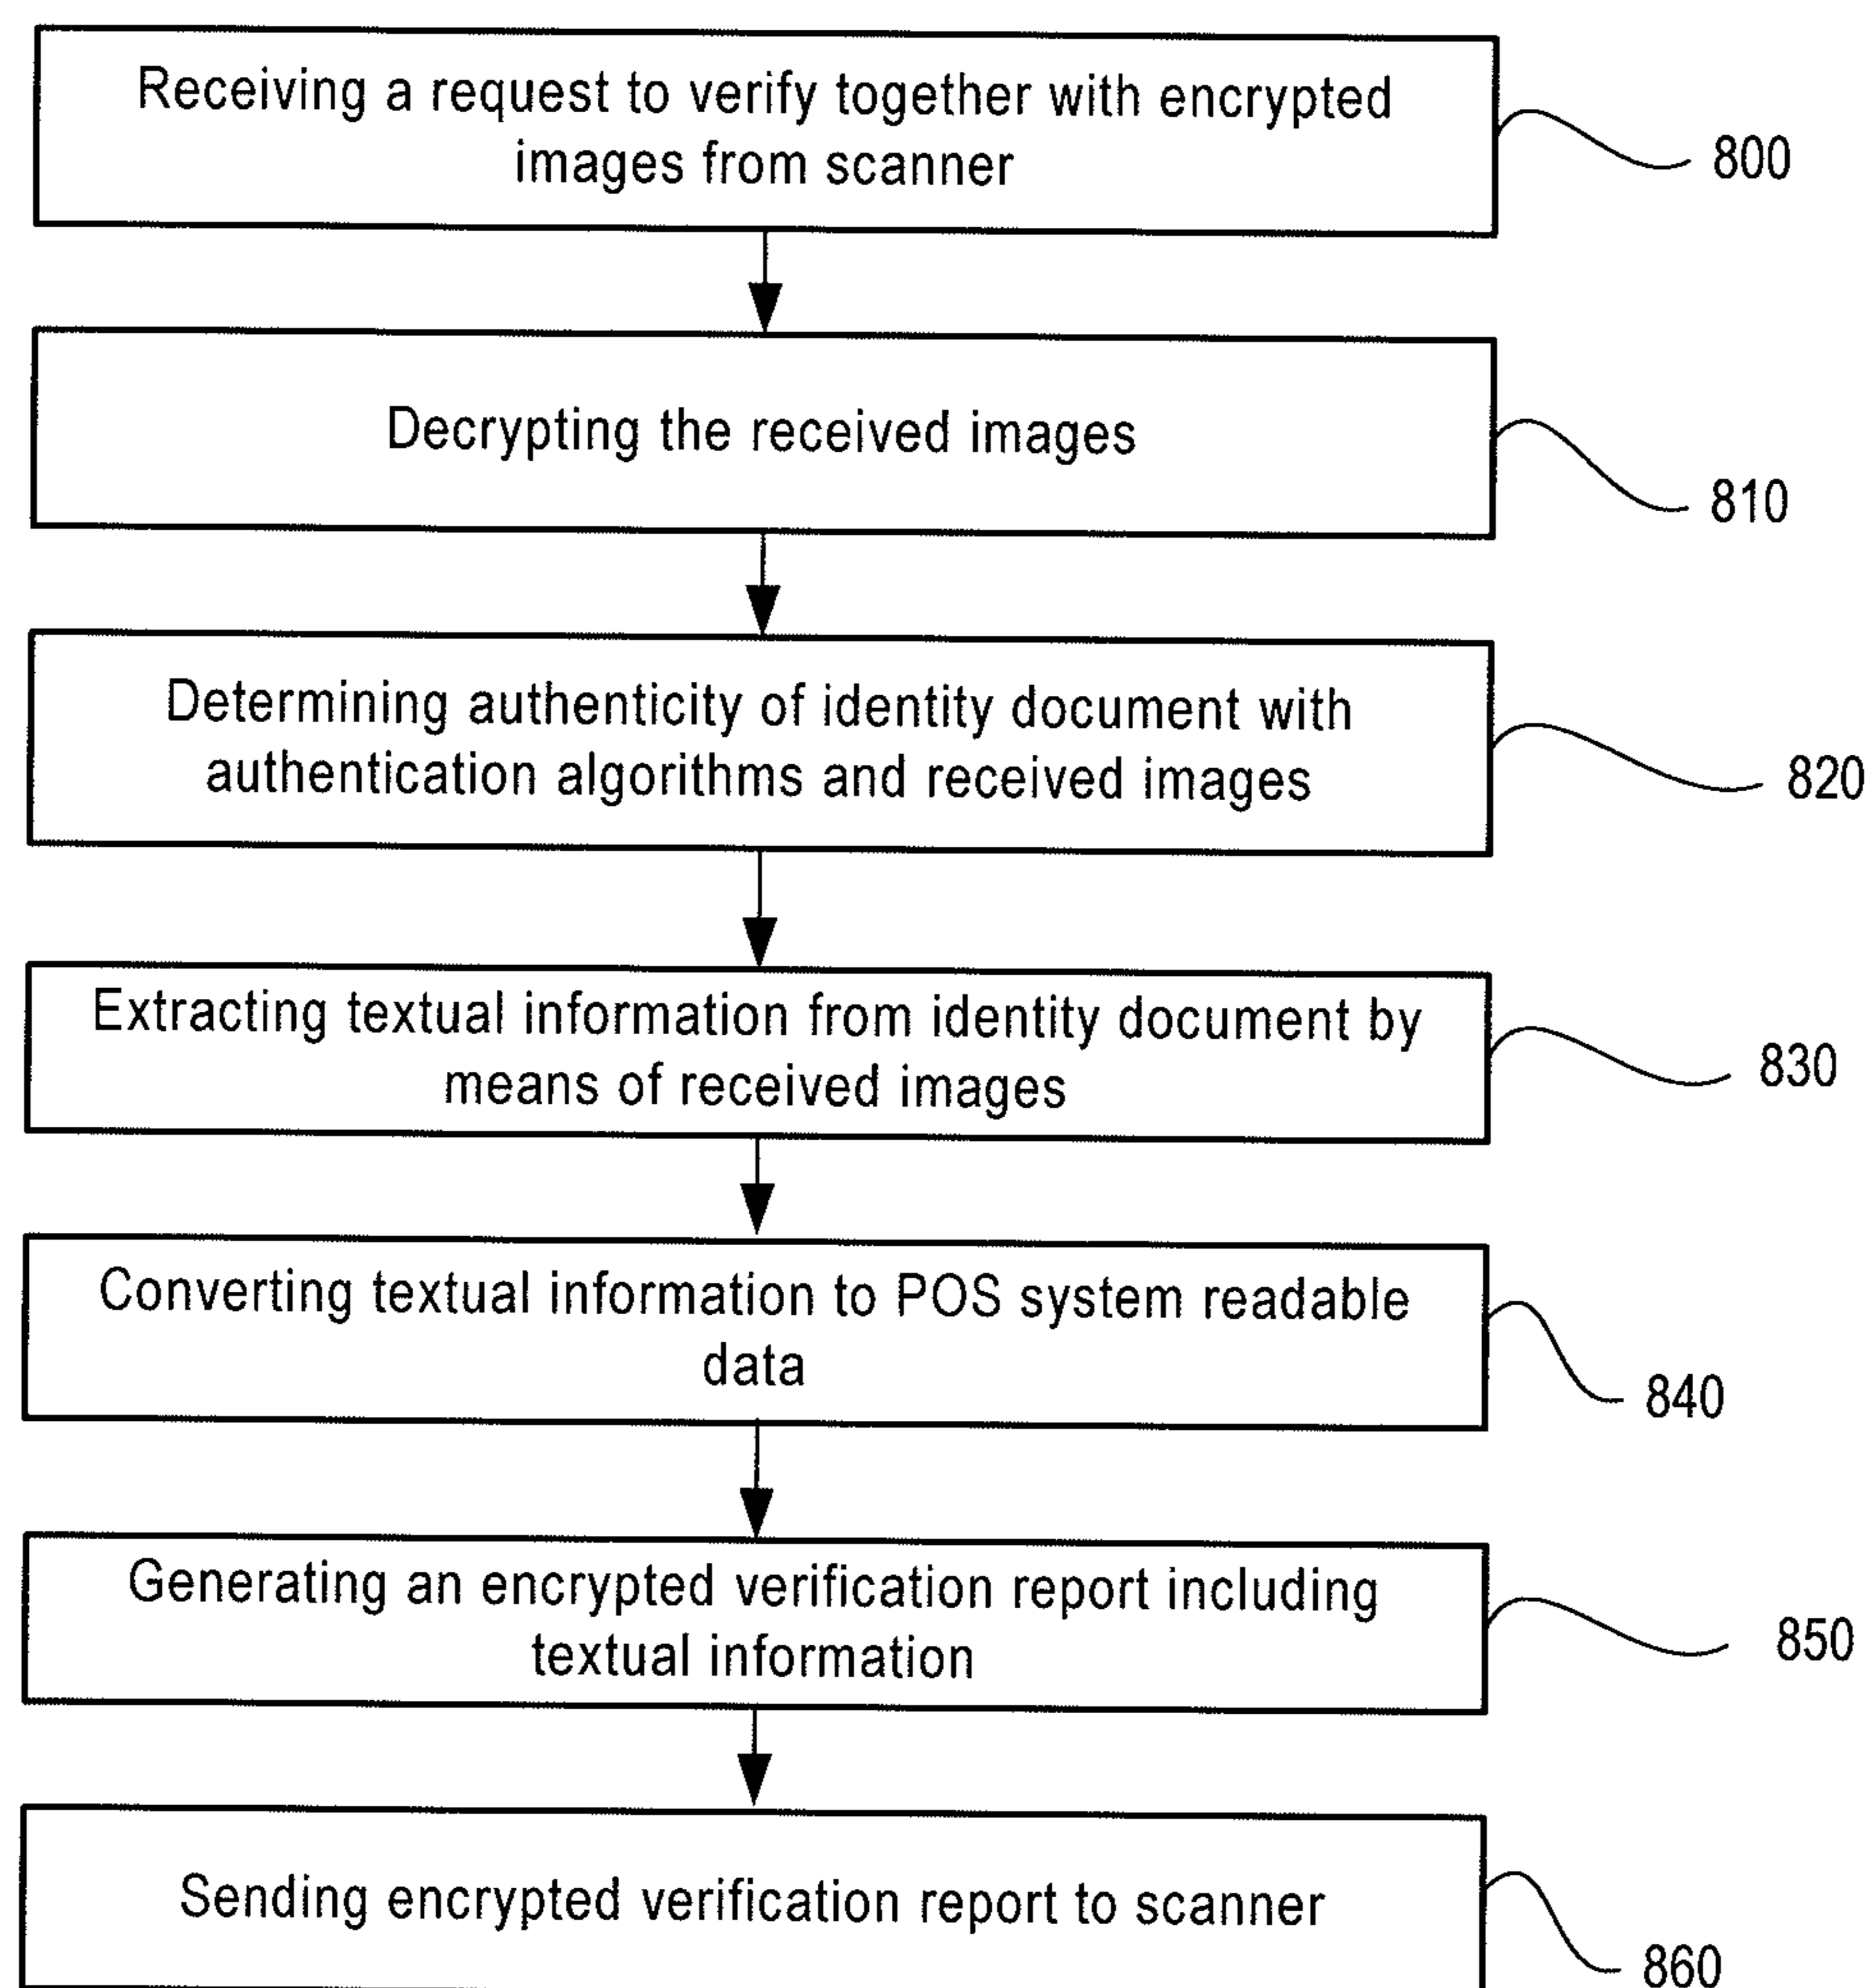 Receiving a request to verify together with encrypted
images from scanner
800
Decrypting the received images
810
Determining authenticity of identity document with
authentication algorithms and received images
820
Extracting textual information from identity document by
means of received images
830
Converting textual information to POS system readable
data
840
Generating an encrypted verification report including
textual information
850
Sending encrypted verification report to scanner
860